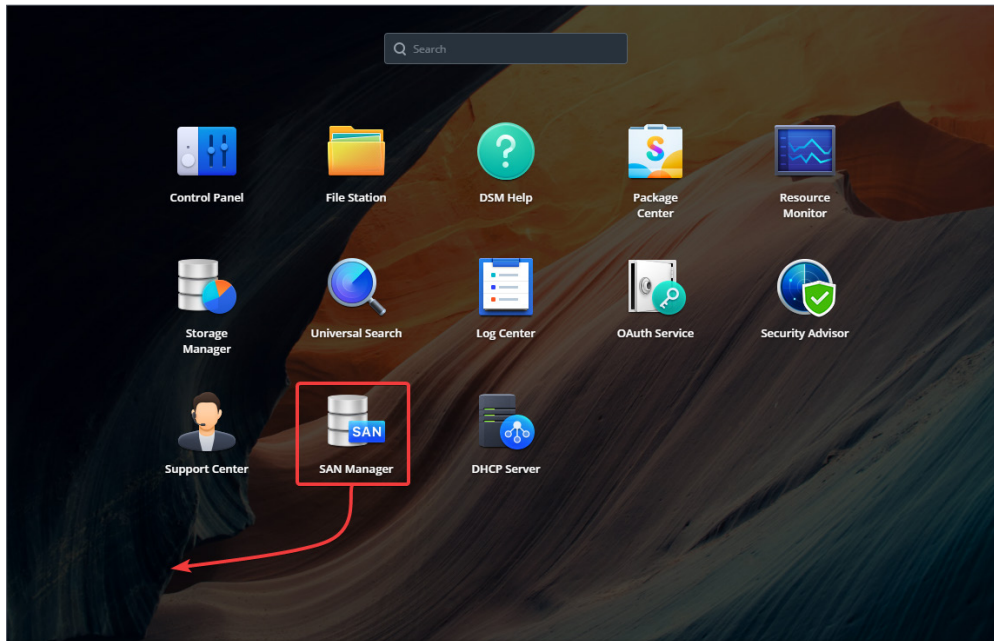 Search
Control Panel
File Station
DSM Help
Package
Center
Resource
Monitor
Storage
Manager
Universal Search
Log Center
OAuth Service
Security Advisor
Support Center
SAN
SAN Manager
DHCP Server